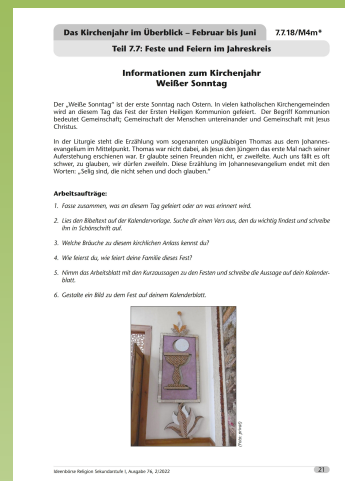 Das Kirchenjahr im Überblick – Februar bis Juni
7.7.18/M4m*
Teil 7.7: Feste und Feiern im Jahreskreis
Informationen zum Kirchenjahr
Weißer Sonntag
Der „Weiße Sonntag“ ist der erste Sonntag nach Ostern. In vielen katholischen Kirchengemeinden
wird an diesem Tag das Fest der Ersten Heiligen Kommunion gefeiert. Der Begriff Kommunion
bedeutet Gemeinschaft; Gemeinschaft der Menschen untereinander und Gemeinschaft mit Jesus
Christus.
In der Liturgie steht die Erzählung vom sogenannten ungläubigen Thomas aus dem Johannes-
evangelium im Mittelpunkt. Thomas war nicht dabei, als Jesus den Jüngern das erste Mal nach seiner
Auferstehung erschienen war. Er glaubte seinen Freunden nicht, er zweifelte. Auch uns fällt es oft
schwer, zu glauben, wir dürfen zweifeln. Diese Erzählung im Johannesevangelium endet mit den
Worten: „Selig sind, die nicht sehen und doch glauben.“
Arbeitsaufträge:
1. Fasse zusammen, was an diesem Tag gefeiert oder an was erinnert wird.
2. Lies den Bibeltext auf der Kalendervorlage. Suche dir einen Vers aus, den du wichtig findest und schreibe
ihn in Schönschrift auf.
3. Welche Bräuche zu diesem kirchlichen Anlass kennst du?
4. Wie feierst du, wie feiert deine Familie dieses Fest?
5. Nimm das Arbeitsblatt mit den Kurzaussagen zu den Festen und schreibe die Aussage auf dein Kalender-
blatt.
6. Gestalte ein Bild zu dem Fest auf deinem Kalenderblatt.
(Foto: privat)
Ideenbörse Religion Sekundarstufe I, Ausgabe 76, 2/2022
21